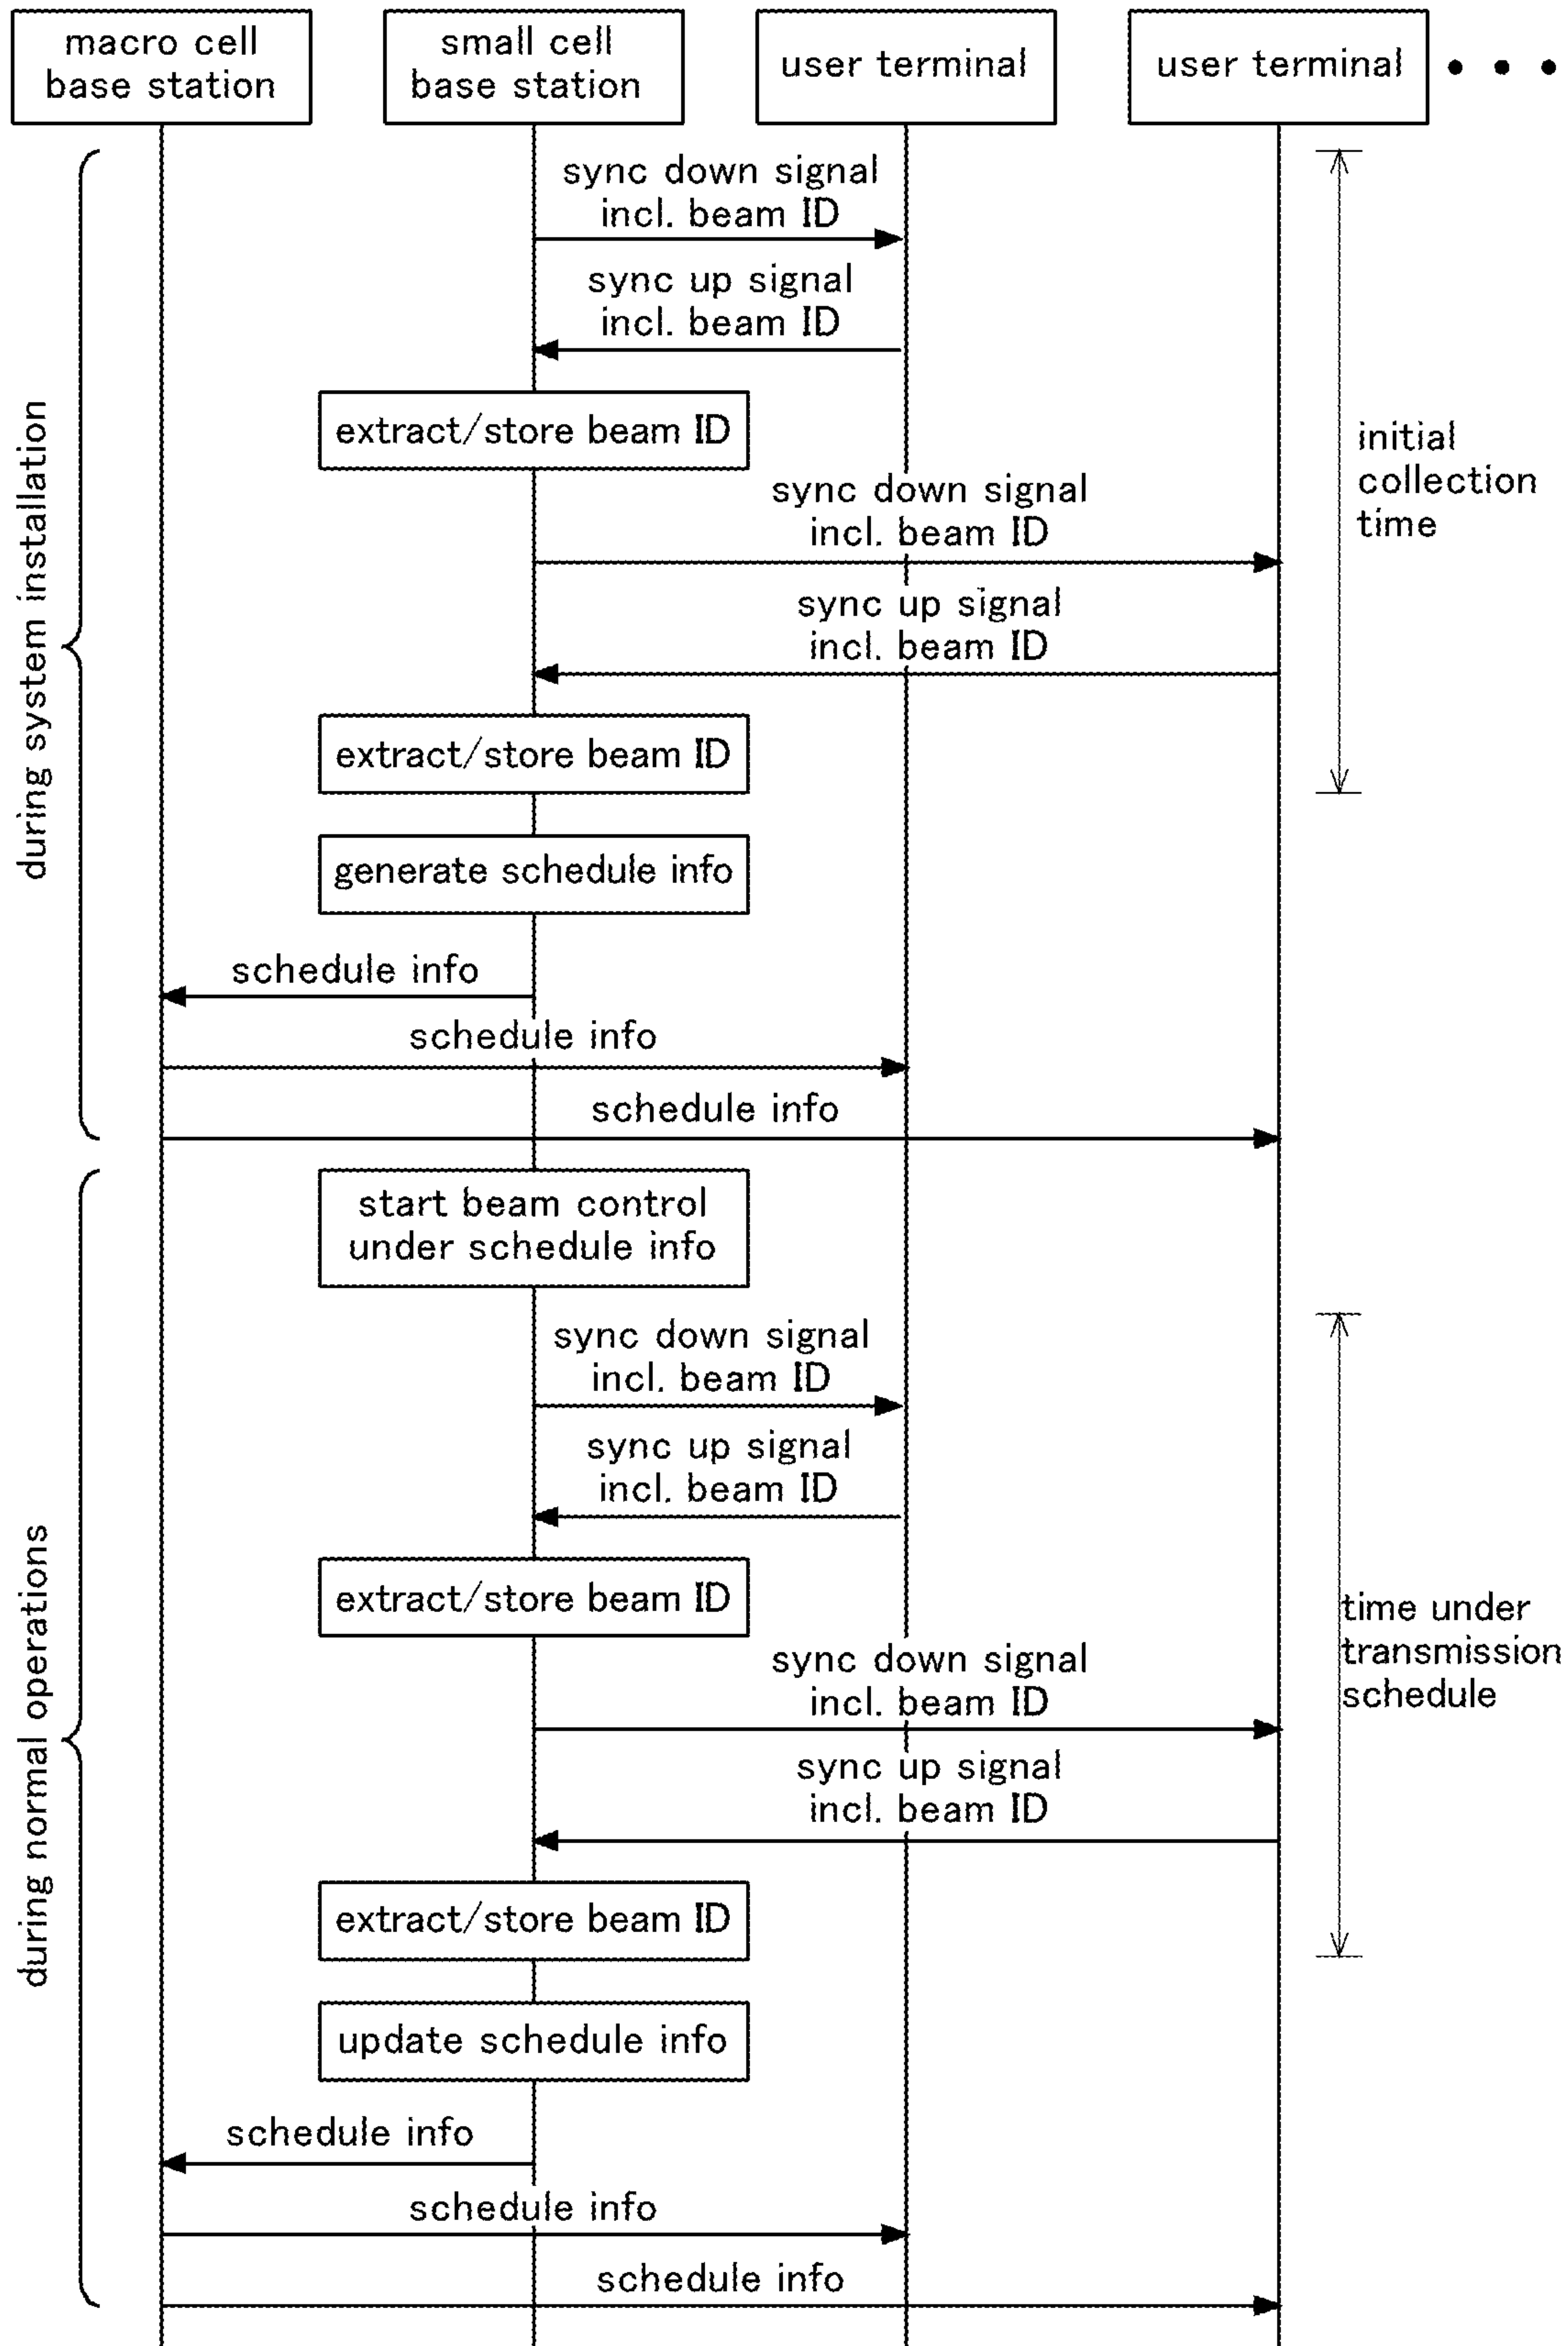 macro cell
base station
small cell
base station
user terminal
user terminal
• • •
during system installation
sync down signal
incl. beam ID
sync up signal
incl. beam ID
extract/store beam ID
initial
collection
time
sync down signal
incl. beam ID
sync up signal
incl. beam ID
extract/store beam ID
generate schedule info
schedule info
schedule info
schedule info
during normal operations
start beam control
under schedule info
sync down signal
incl. beam ID
sync up signal
incl. beam ID
extract/store beam ID
time under
transmission
schedule
sync down signal
incl. beam ID
sync up signal
incl. beam ID
extract/store beam ID
update schedule info
schedule info
schedule info
schedule info